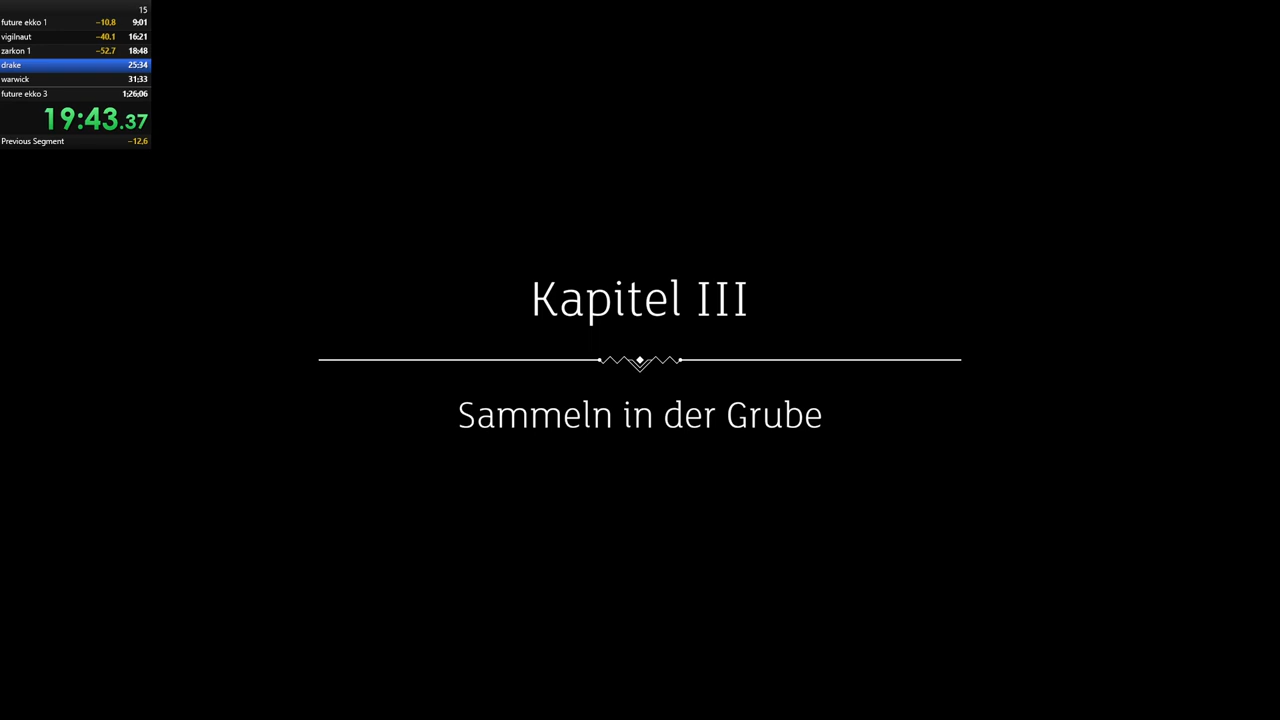 15
future ekko 1 −10,8 9:01
vigilnaut −40,1 16:21
zarkon 1 −52,7 18:48
drake 25:34
warwick 31:33
future ekko 3 1:26:06
19:43.37
Previous Segment −12,6
Kapitel III
Sammeln in der Grube